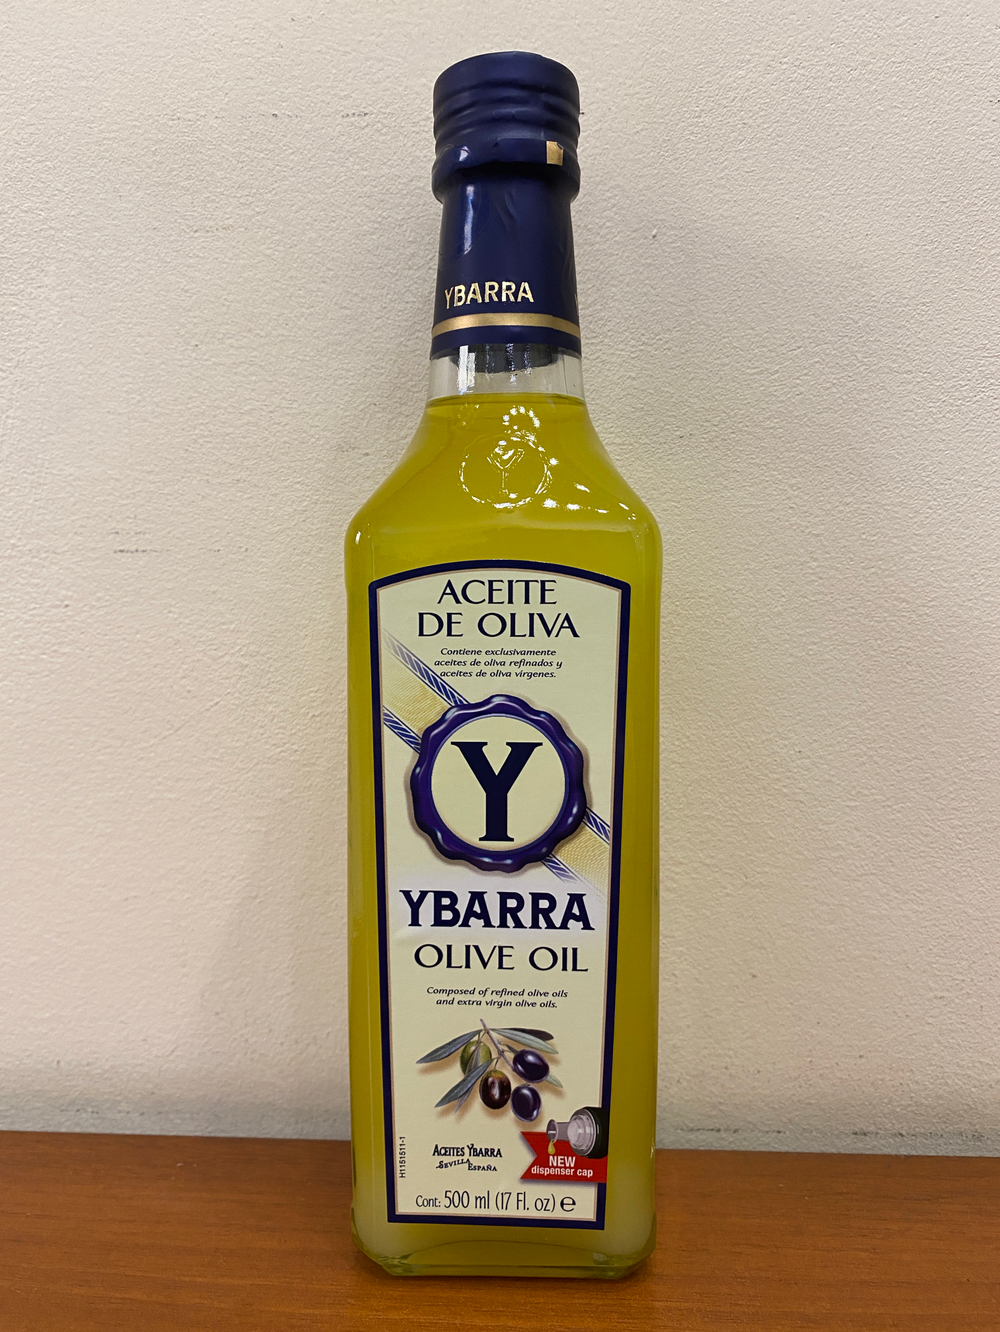 YBARRA
Y
ACEITE
DE OLIVA
Contiene exclusivamente
aceites de oliva refinados y
aceites de oliva vírgenes.
Y
YBARRA
OLIVE OIL
Composed of refined olive oils
and extra virgin olive oils.
ACEITES YBARRA
SEVILLA ESPAÑA
H1151511-1
NEW
dispenser cap
Cont: 500 ml (17 Fl. oz) e